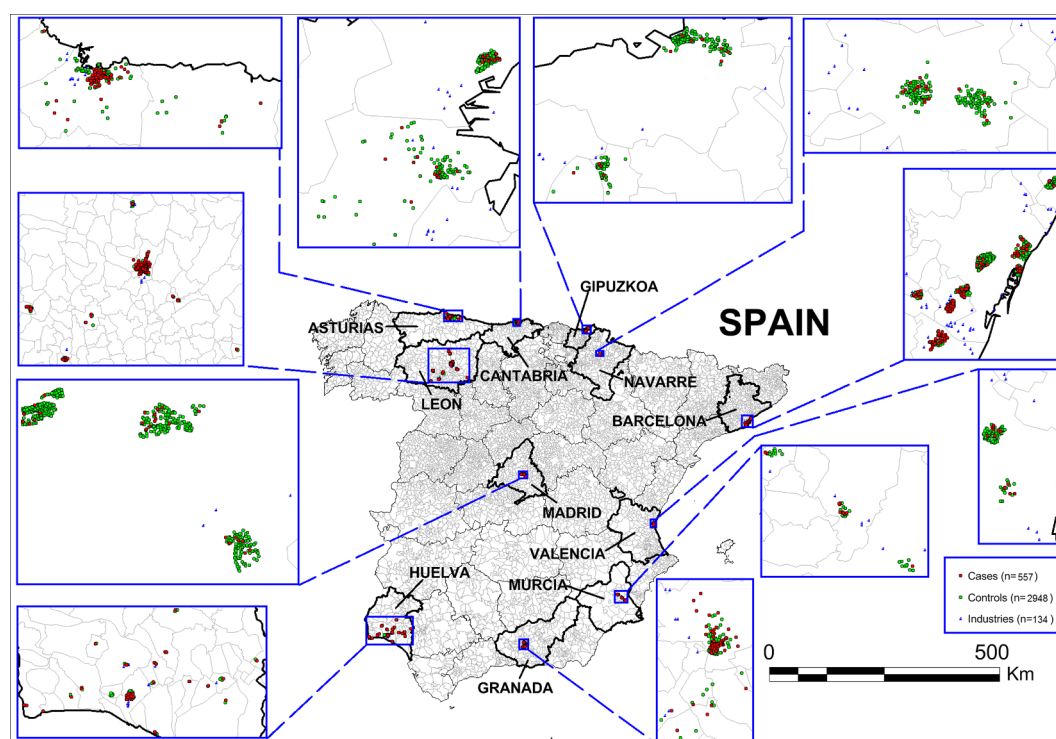 GIPUZKOA
SPAIN
ASTURIAS
CANTABRIA
NAVARRE
LEON
BARCELONA
MADRID
VALENCIA
HUELVA
MURCIA
GRANADA
Cases (n=557)
Controls (n=2948)
Industries (n=134 )
0 500
Km